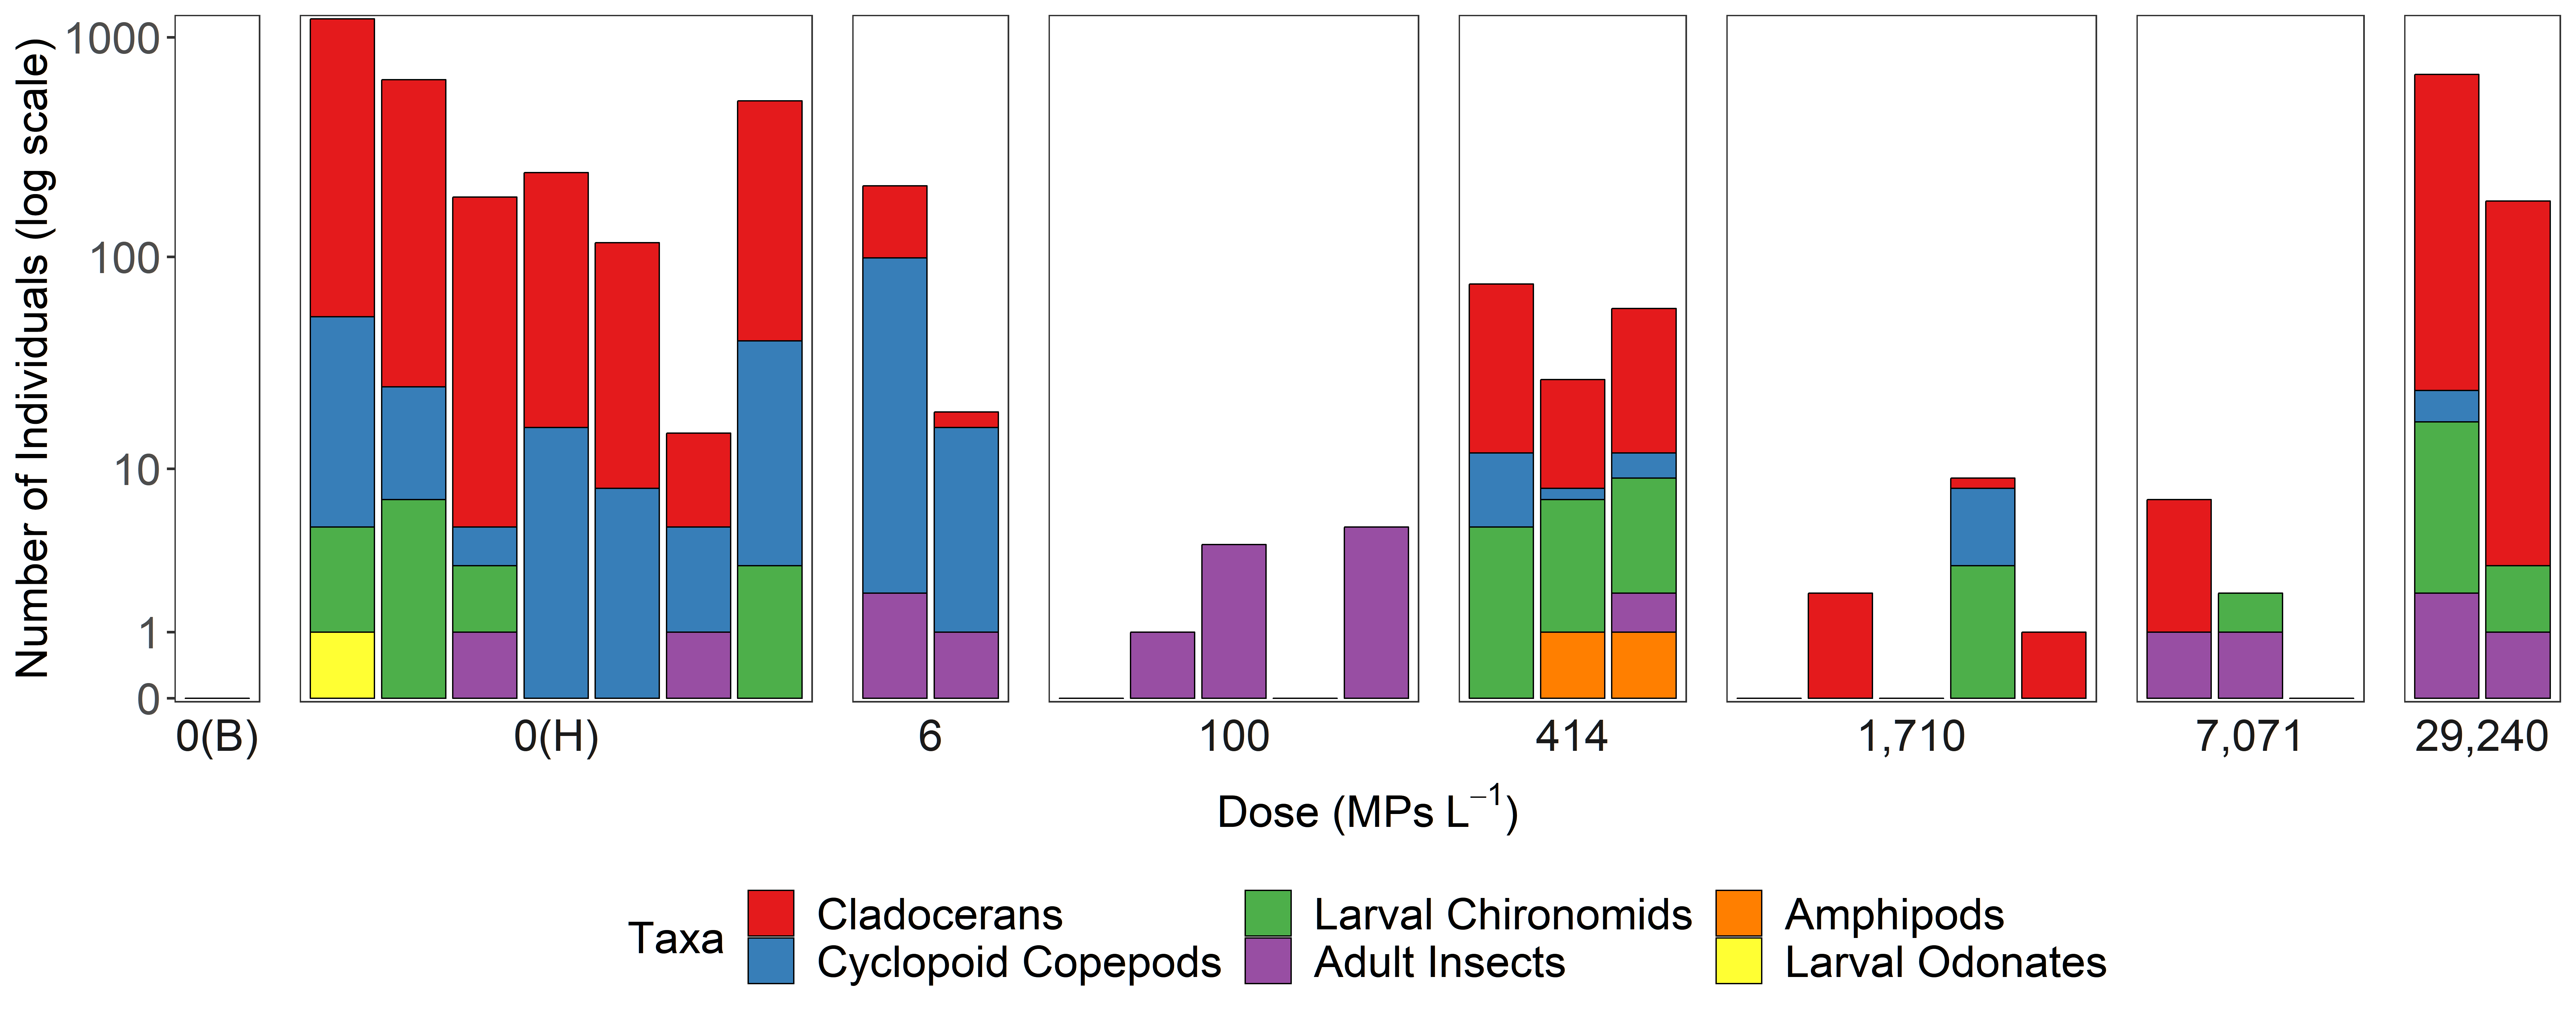 Number of Individuals (log scale)
1000
100
10
1
0
0(B) 0(H) 6 100 414 1,710 7,071 29,240
Dose (MPs L⁻¹)
Taxa
Cladocerans Larval Chironomids Amphipods
Cyclopoid Copepods Adult Insects Larval Odonates